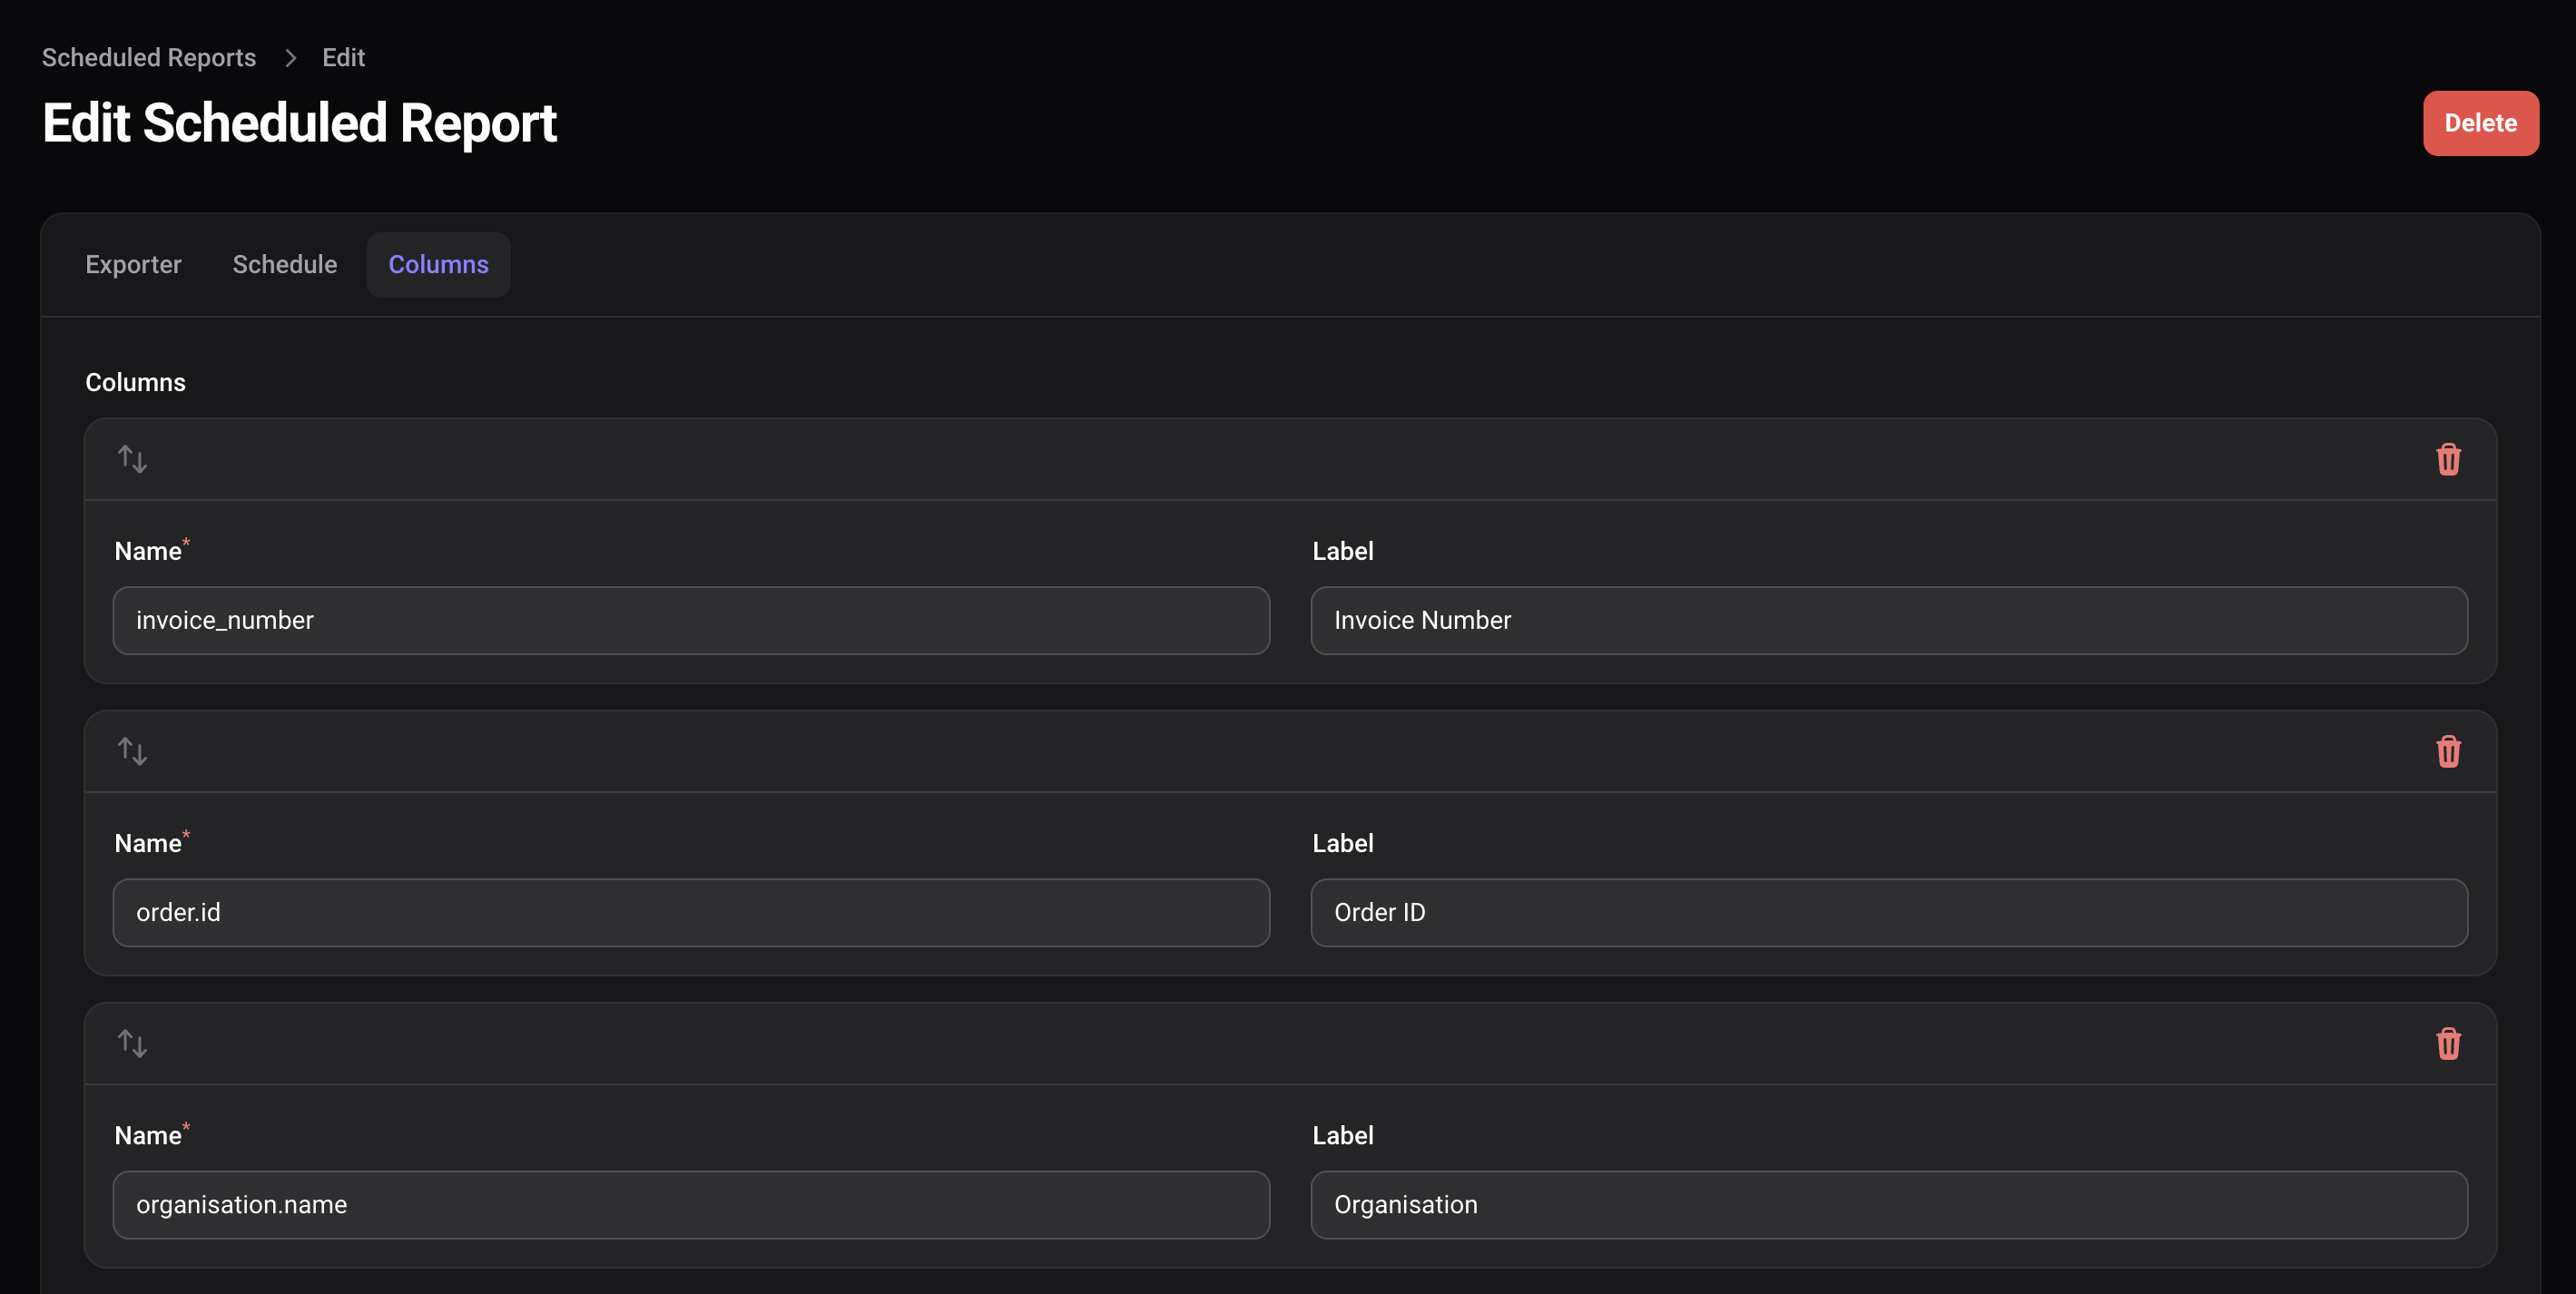 Scheduled Reports > Edit
Edit Scheduled Report
Delete
Exporter Schedule Columns
Columns
Name* Label
invoice_number Invoice Number
Name* Label
order.id Order ID
Name* Label
organisation.name Organisation